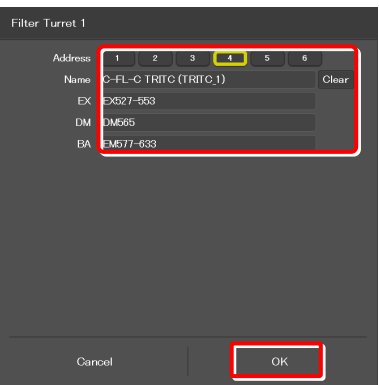 Filter Turret 1
Address 1 2 3 4 5 6
Name C-FL-C TRITC (TRITC_1) Clear
EX EX527-553
DM DM565
BA EM577-633
Cancel OK